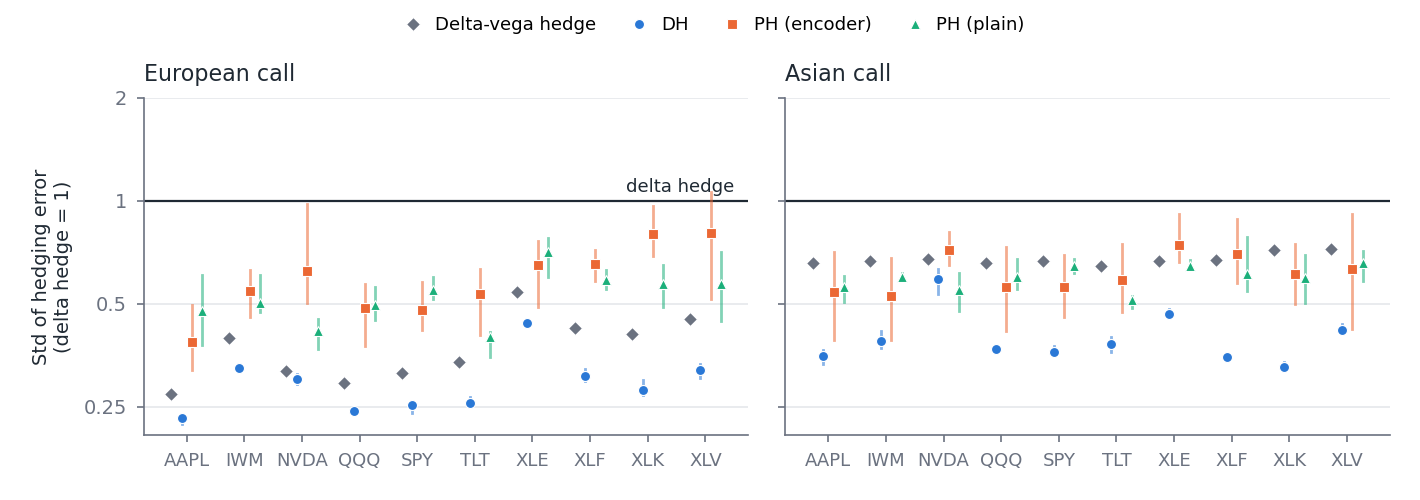 Delta-vega hedge DH PH (encoder) PH (plain)
European call
Asian call
Std of hedging error
(delta hedge = 1)
2
1
0.5
0.25
delta hedge
AAPL IWM NVDA QQQ SPY TLT XLE XLF XLK XLV
AAPL IWM NVDA QQQ SPY TLT XLE XLF XLK XLV